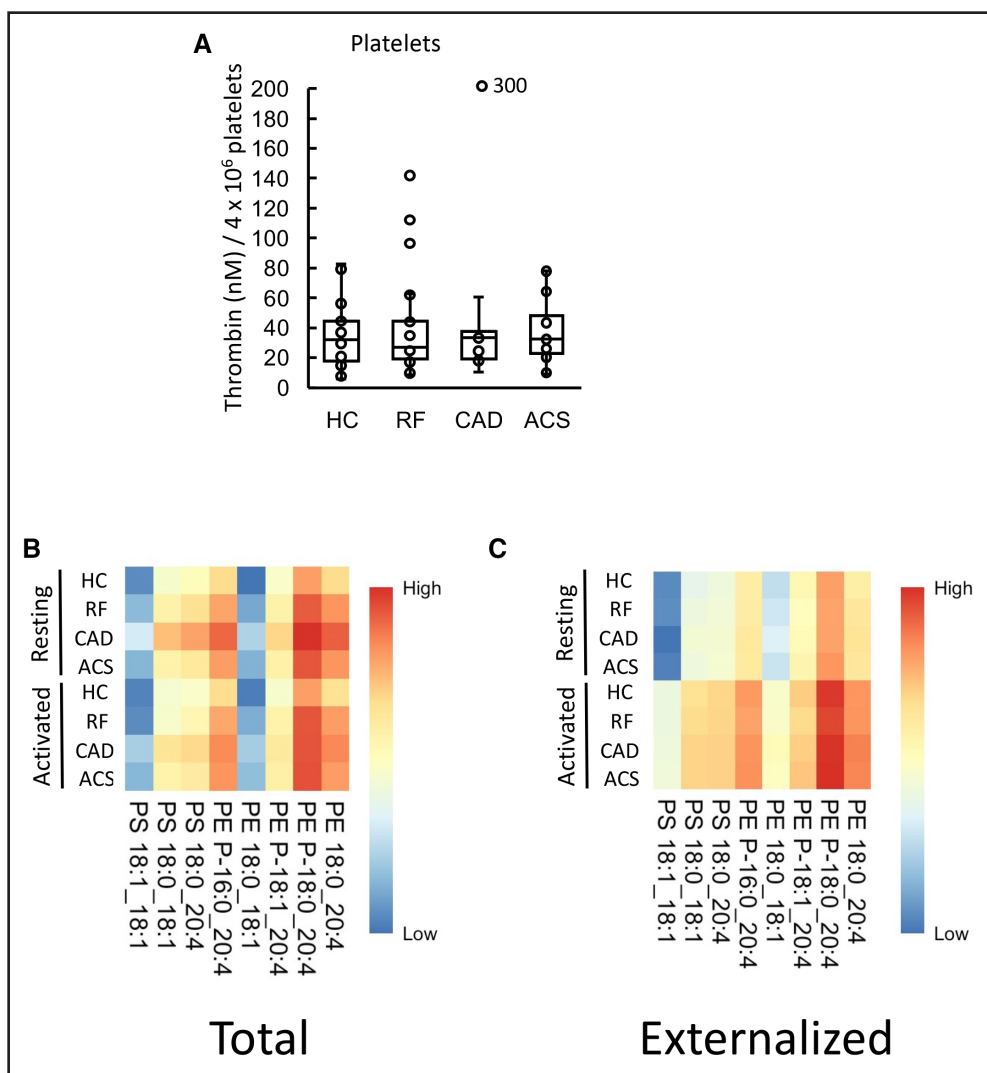 A
Platelets
Thrombin (nM) / 4 x 10⁶ platelets
200
180
160
140
120
100
80
60
40
20
0
300
HC
RF
CAD
ACS
B
Resting
HC
RF
CAD
ACS
Activated
HC
RF
CAD
ACS
High
Low
PS 18:1_18:1
PS 18:0_18:1
PS 18:0_20:4
PE P-16:0_20:4
PE 18:0_18:1
PE P-18:1_20:4
PE P-18:0_20:4
PE 18:0_20:4
Total
C
Resting
HC
RF
CAD
ACS
Activated
HC
RF
CAD
ACS
High
Low
PS 18:1_18:1
PS 18:0_18:1
PS 18:0_20:4
PE P-16:0_20:4
PE 18:0_18:1
PE P-18:1_20:4
PE P-18:0_20:4
PE 18:0_20:4
Externalized